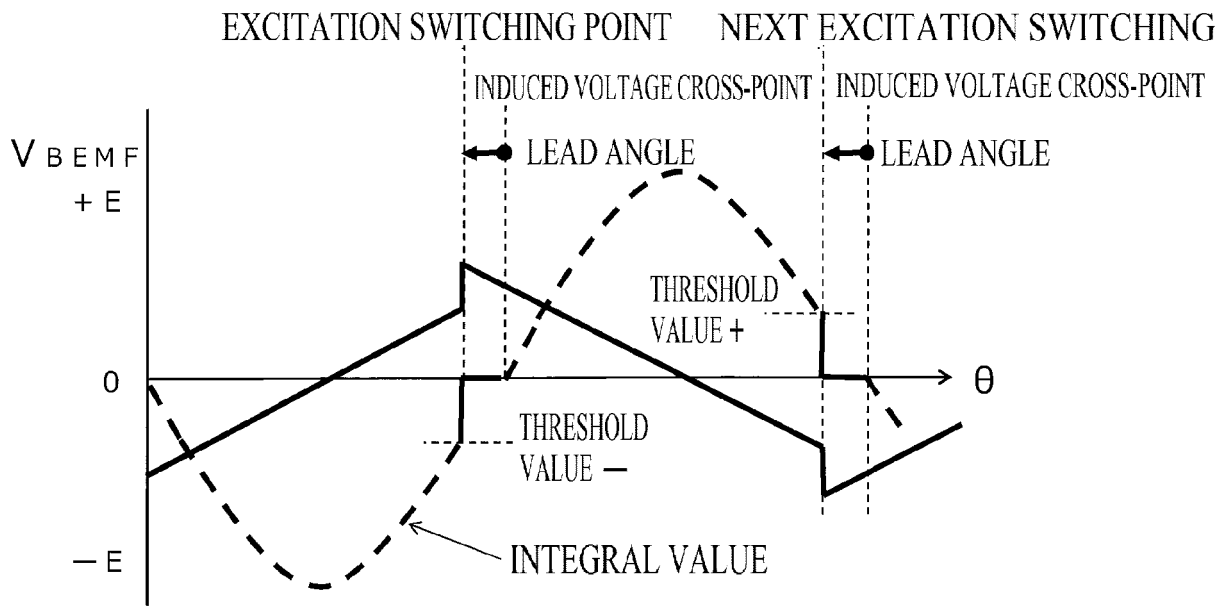 EXCITATION SWITCHING POINT
NEXT EXCITATION SWITCHING
INDUCED VOLTAGE CROSS-POINT
INDUCED VOLTAGE CROSS-POINT
V BEMF
LEAD ANGLE
LEAD ANGLE
+E
THRESHOLD
VALUE +
0
θ
THRESHOLD
VALUE —
—E
INTEGRAL VALUE